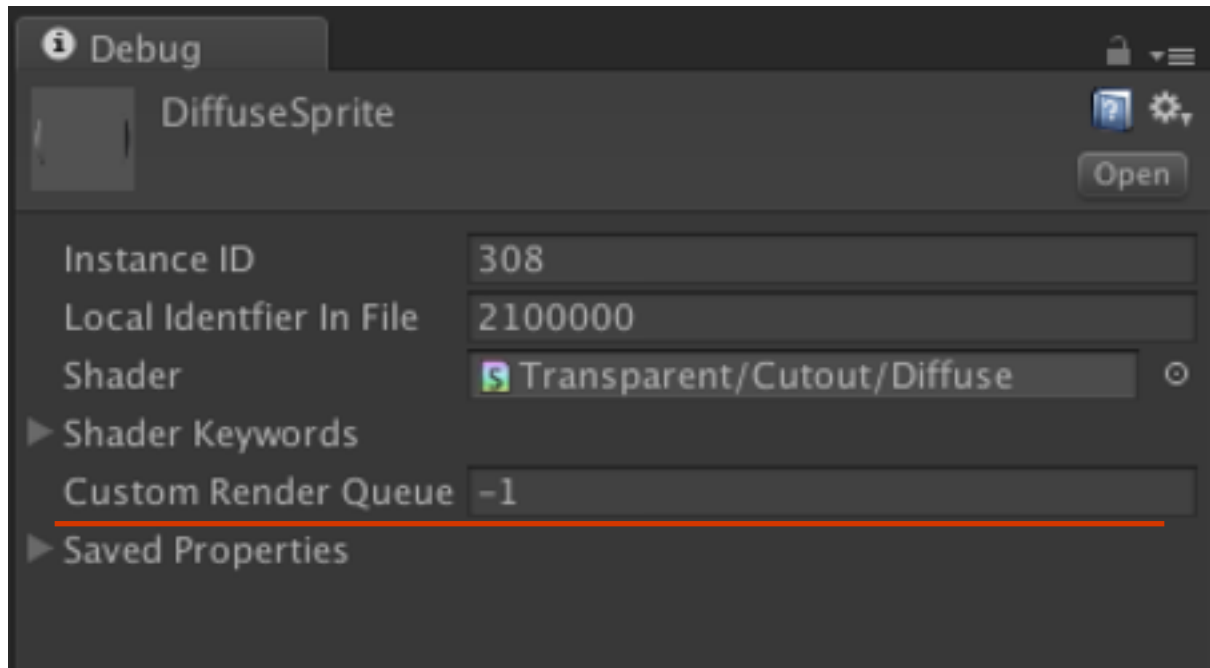 Debug
DiffuseSprite
Open
Instance ID 308
Local Identfier In File 2100000
Shader Transparent/Cutout/Diffuse
Shader Keywords
Custom Render Queue -1
Saved Properties